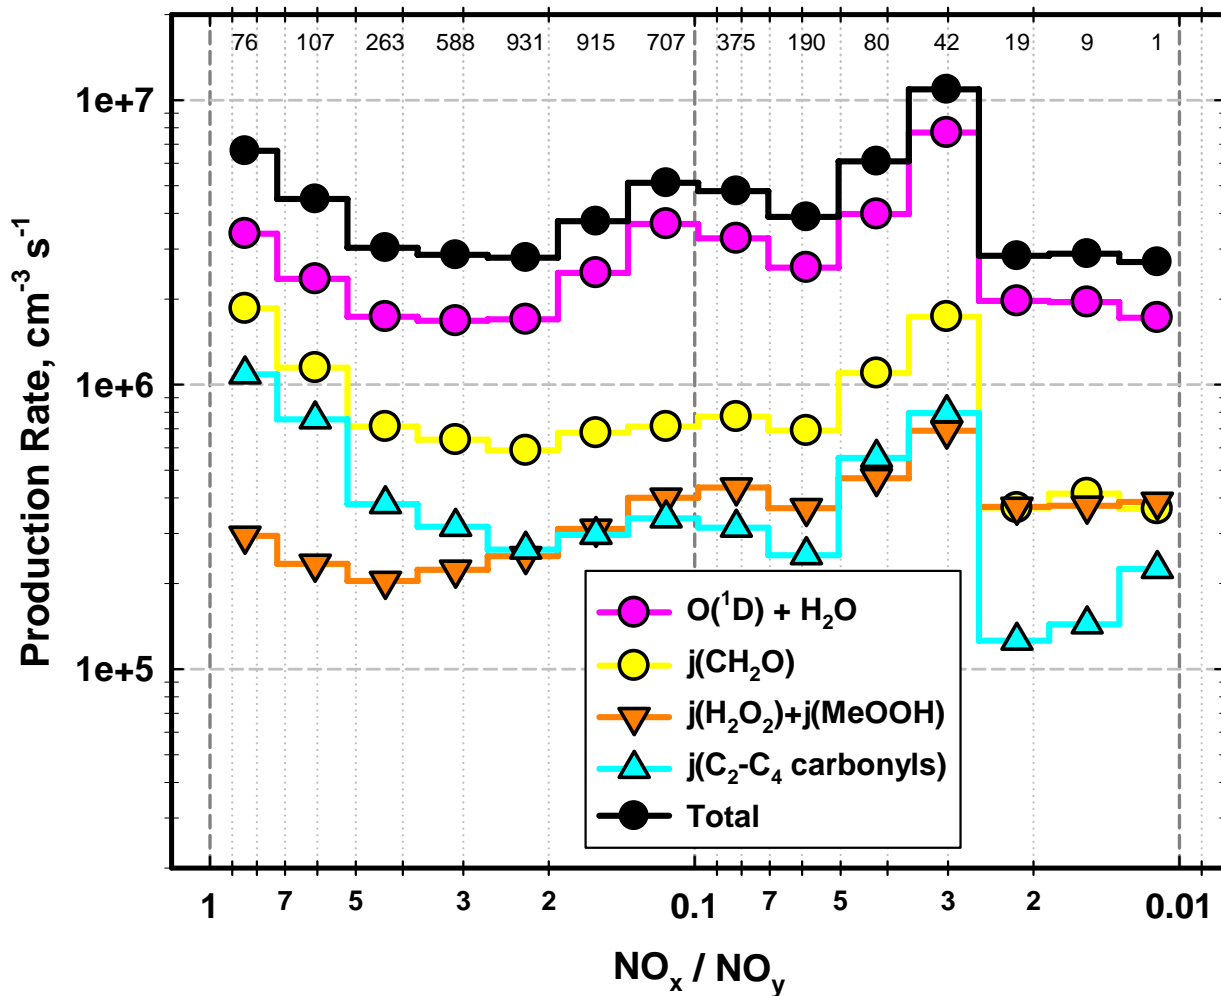 76 107 263 588 931 915 707 375 190 80 42 19 9 1
1e+7
1e+6
1e+5
Production Rate, cm⁻³ s⁻¹
O(¹D) + H₂O
j(CH₂O)
j(H₂O₂)+j(MeOOH)
j(C₂-C₄ carbonyls)
Total
1 7 5 3 2 0.1 7 5 3 2 0.01
NOₓ / NOᵧ